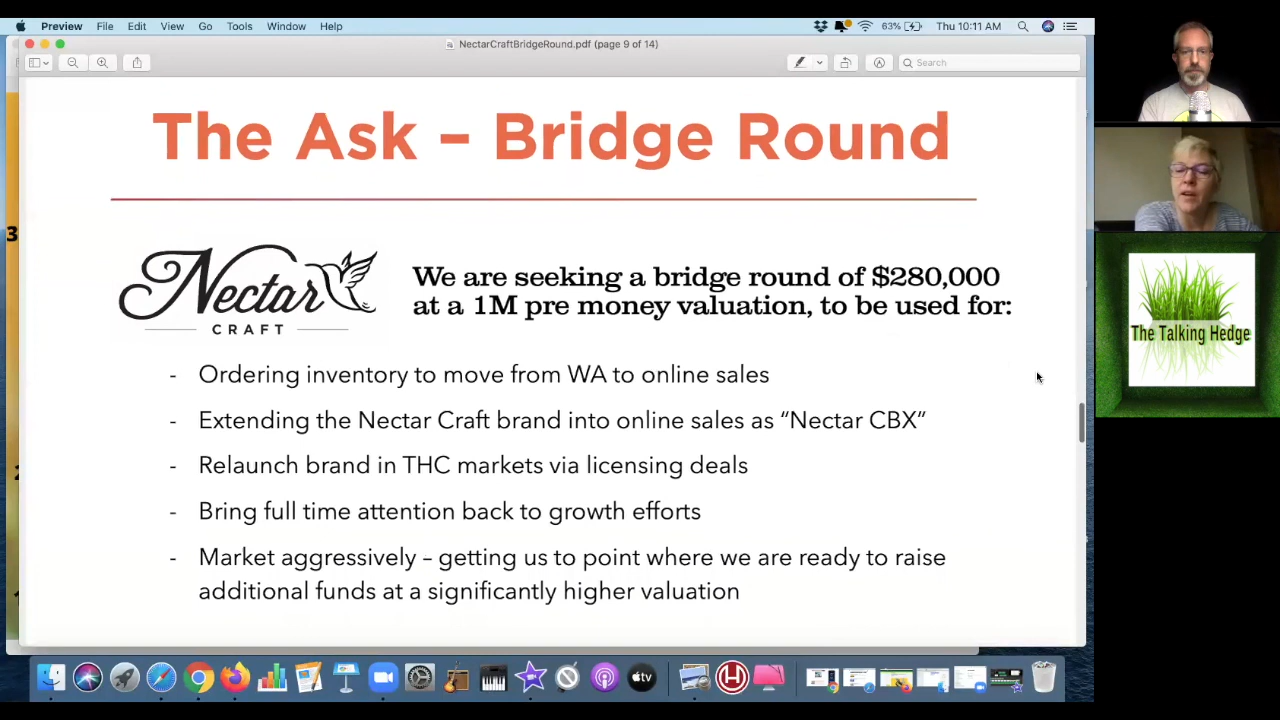 Preview File Edit View Go Tools Window Help
63% Thu 10:11 AM
NectarCraftBridgeRound.pdf (page 9 of 14)
Search
The Ask – Bridge Round
Nectar
CRAFT
We are seeking a bridge round of $280,000
at a 1M pre money valuation, to be used for:
- Ordering inventory to move from WA to online sales
- Extending the Nectar Craft brand into online sales as “Nectar CBX”
- Relaunch brand in THC markets via licensing deals
- Bring full time attention back to growth efforts
- Market aggressively – getting us to point where we are ready to raise
additional funds at a significantly higher valuation
The Talking Hedge
tv
3